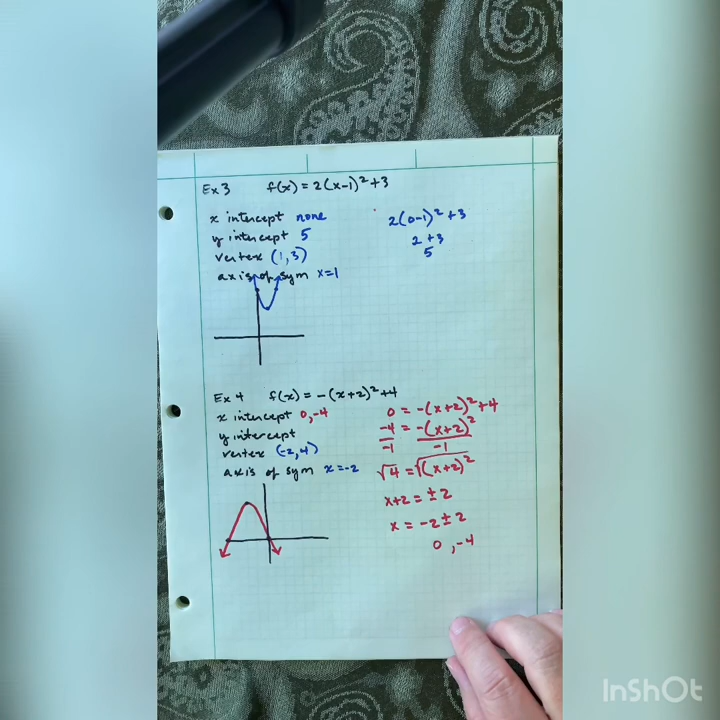 Ex 3 f(x) = 2(x-1)² + 3
x intercept none
y intercept 5
vertex (1,3)
axis of sym x=1
2(0-1)² + 3
2 + 3
5
Ex 4 f(x) = -(x+2)² + 4
x intercept 0, -4
y intercept
vertex (-2,4)
axis of sym x=-2
0 = -(x+2)² + 4
-4 = -(x+2)²
-1 -1
√4 = √(x+2)²
x+2 = ±2
x = -2 ± 2
0, -4
InShOt